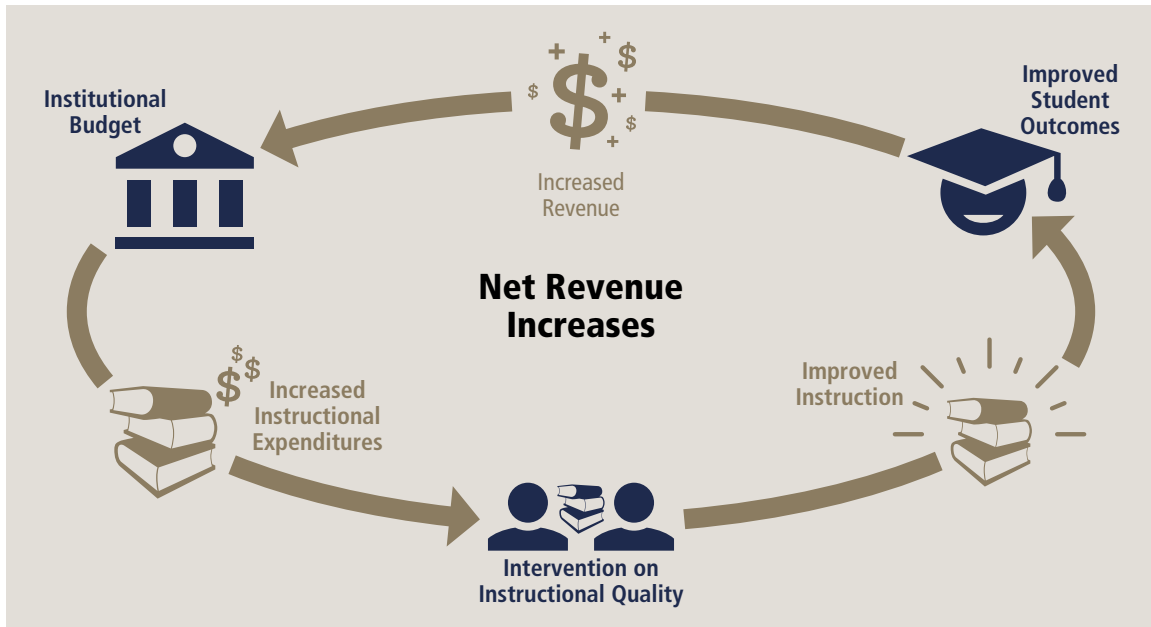 Institutional
Budget
Increased
Revenue
Improved
Student
Outcomes
Net Revenue
Increases
Increased
Instructional
Expenditures
Improved
Instruction
Intervention on
Instructional Quality